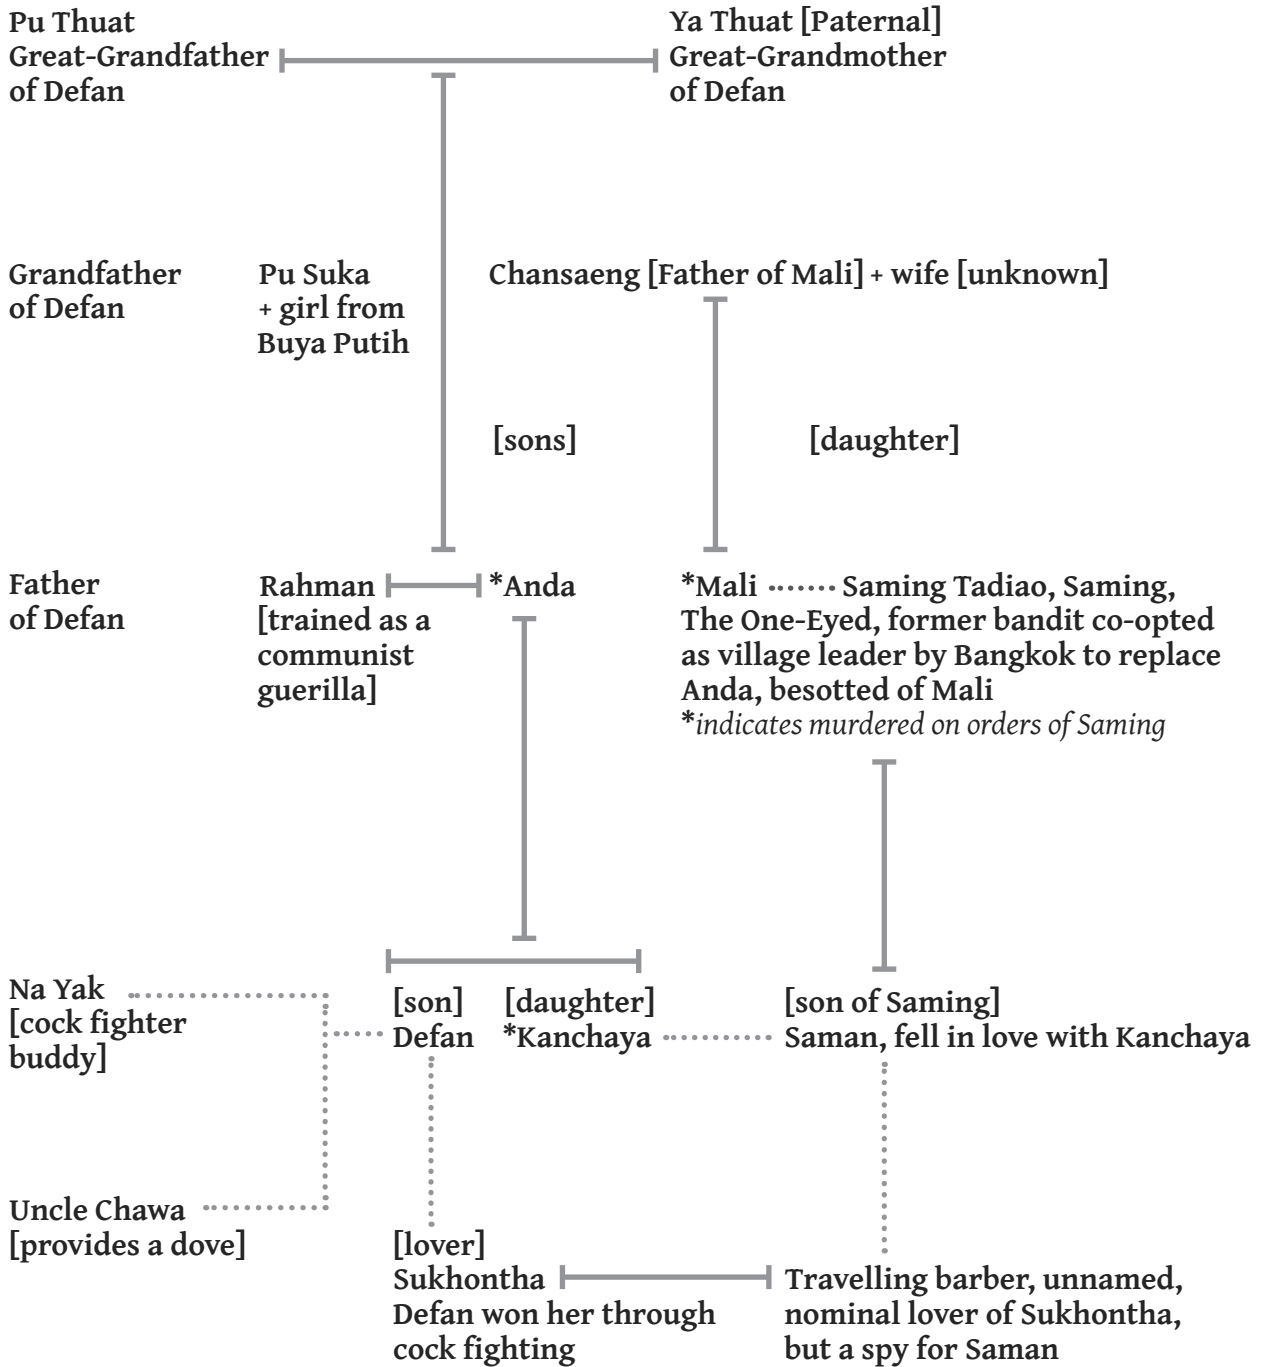 Pu Thuat
Great-Grandfather
of Defan
Ya Thuat [Paternal]
Great-Grandmother
of Defan
Grandfather
of Defan
Pu Suka
+ girl from
Buya Putih
Chansaeng [Father of Mali] + wife [unknown]
[sons]
[daughter]
Father
of Defan
Rahman
[trained as a
communist
guerilla]
*Anda
*Mali
Saming Tadiao, Saming,
The One-Eyed, former bandit co-opted
as village leader by Bangkok to replace
Anda, besotted of Mali
*indicates murdered on orders of Saming
Na Yak
[cock fighter
buddy]
[son]
Defan
[daughter]
*Kanchaya
[son of Saming]
Saman, fell in love with Kanchaya
Uncle Chawa
[provides a dove]
[lover]
Sukhontha
Defan won her through
cock fighting
Travelling barber, unnamed,
nominal lover of Sukhontha,
but a spy for Saman